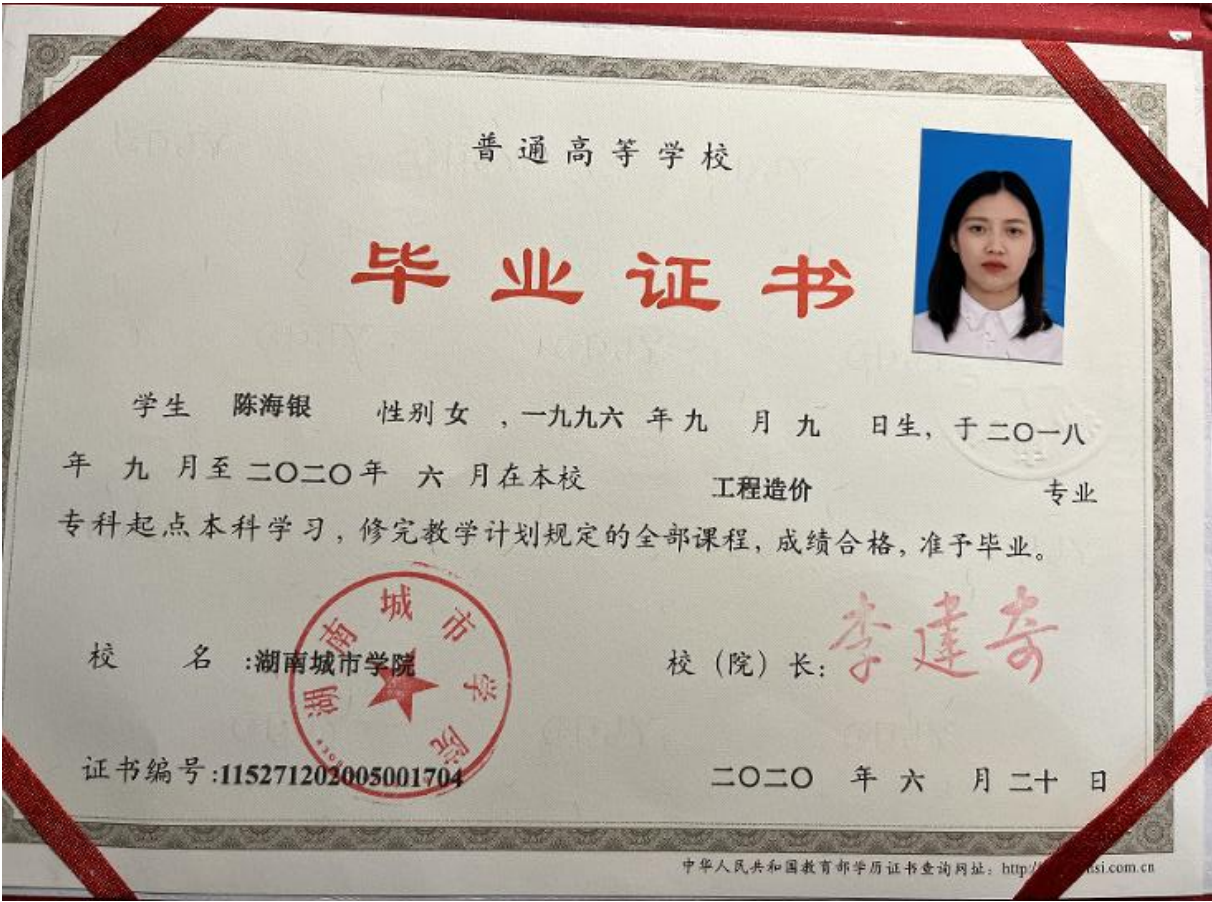 普通高等学校
毕业证书
学生 陈海银 性别 女 ，一九九六 年 九 月 九 日生，于 二〇一八
年 九 月至 二〇二〇 年 六 月在本校 工程造价 专业
专科起点本科学习，修完教学计划规定的全部课程，成绩合格，准予毕业。
校 名 :湖南城市学院
湖南城市学院
校（院）长：李建奇
证书编号:115271202005001704
二〇二〇 年 六 月 二十 日
中华人民共和国教育部学历证书查询网址：http:/ si.com.cn